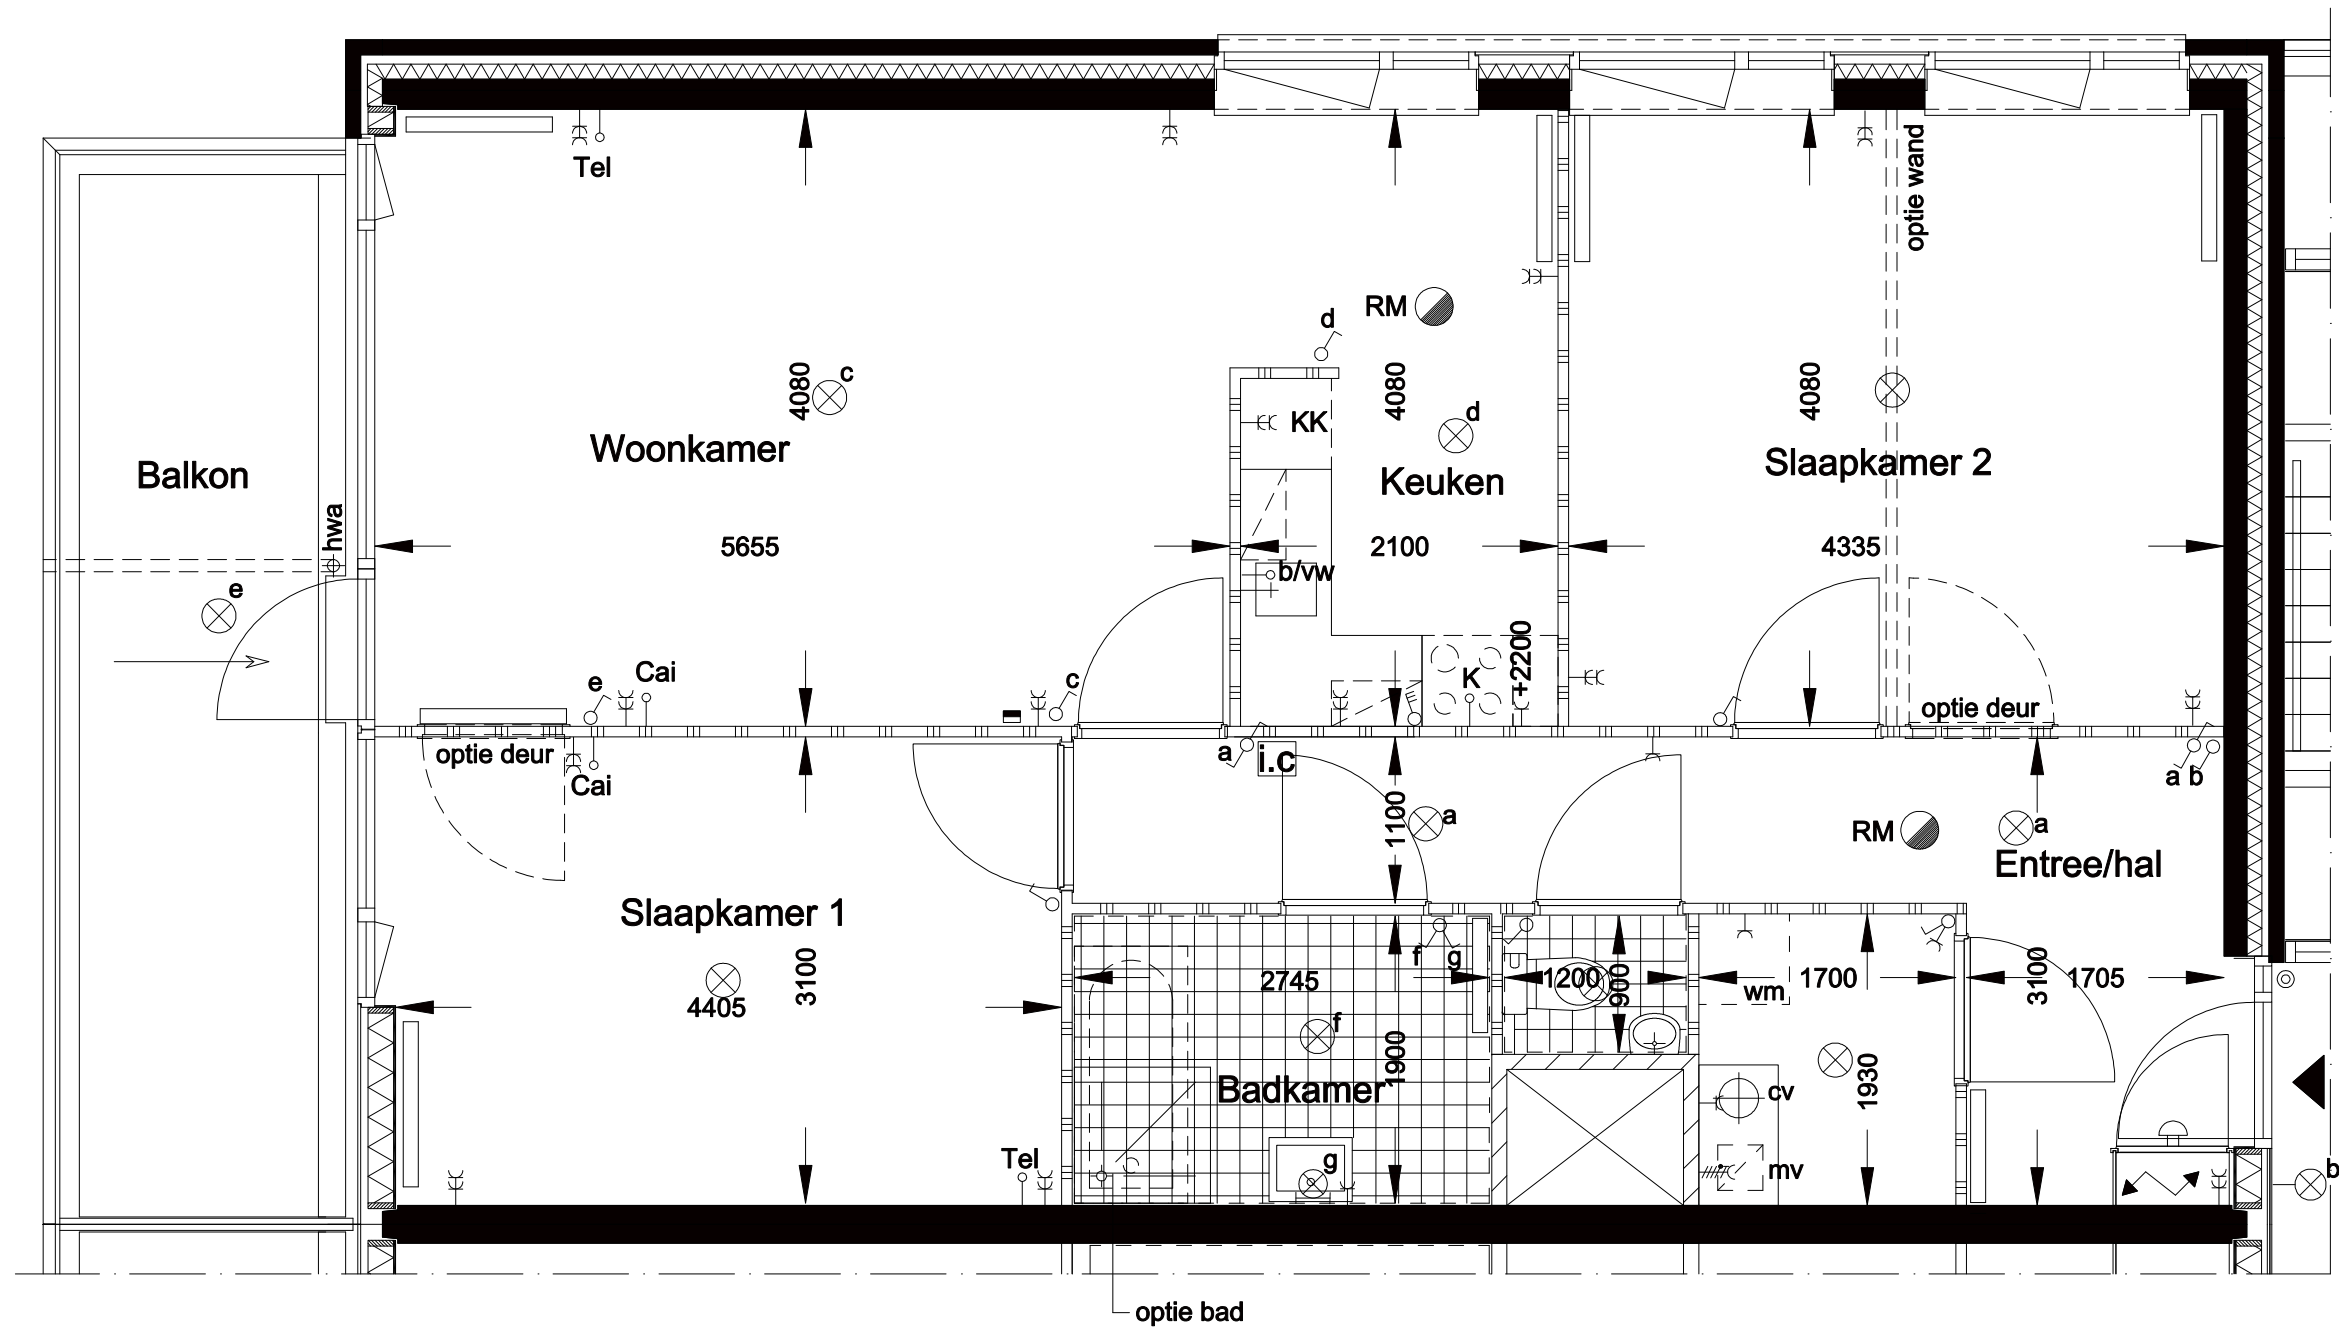 Tel
optie wand
RM
d
4080
c
4080
KK
d
4080
Woonkamer
Balkon
Keuken
Slaapkamer 2
hwa
5655
2100
4335
b/vw
e
+2200
Cai
e
c
K
optie deur
optie deur
a
i.c
Cai
a b
1100
a
RM
a
Entree/hal
Slaapkamer 1
3100
4405
f
g
2745
1200
900
wm
1700
3100
1705
f
1900
Badkamer
1930
cv
Tel
g
mv
b
optie bad